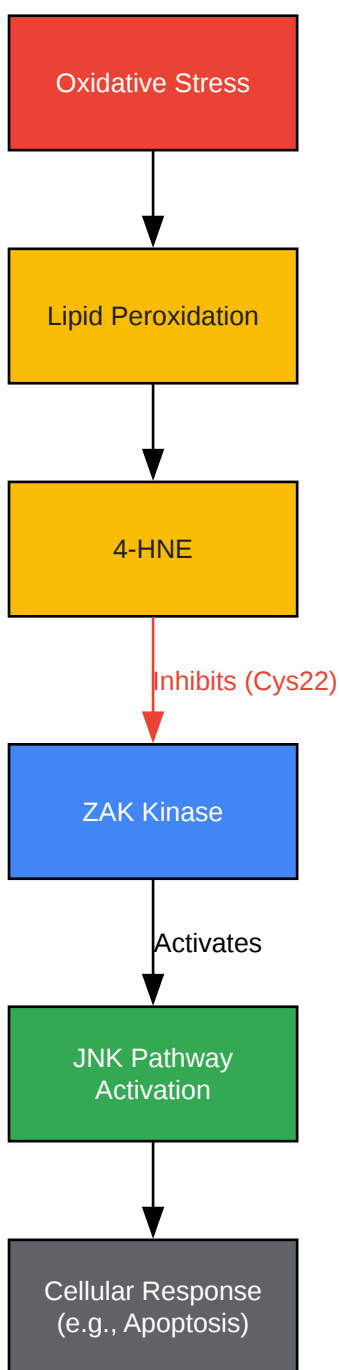 Oxidative Stress
Lipid Peroxidation
4-HNE
Inhibits (Cys22)
ZAK Kinase
Activates
JNK Pathway
Activation
Cellular Response
(e.g., Apoptosis)